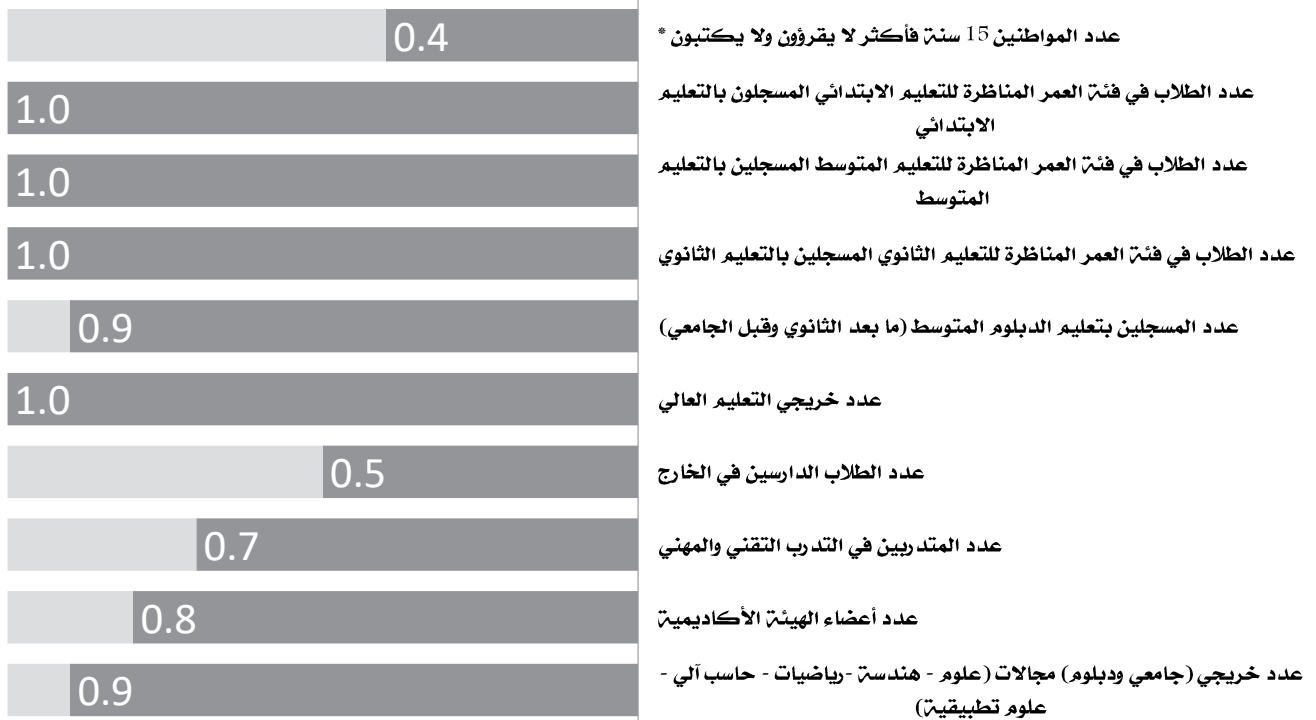 عدد المواطنين 15 سنة فأكثر لا يقرؤون ولا يكتبون *
0.4
عدد الطلاب في فئة العمر المناظرة للتعليم الابتدائي المسجلون بالتعليم
الابتدائي
1.0
عدد الطلاب في فئة العمر المناظرة للتعليم المتوسط المسجلين بالتعليم
المتوسط
1.0
عدد الطلاب في فئة العمر المناظرة للتعليم الثانوي المسجلين بالتعليم الثانوي
1.0
عدد المسجلين بتعليم الدبلوم المتوسط (ما بعد الثانوي وقبل الجامعي)
0.9
عدد خريجي التعليم العالي
1.0
عدد الطلاب الدارسين في الخارج
0.5
عدد المتدربين في التدرب التقني والمهني
0.7
عدد أعضاء الهيئة الأكاديمية
0.8
عدد خريجي (جامعي ودبلوم) مجالات (علوم - هندسة -رياضيات - حاسب آلي -
علوم تطبيقية)
0.9